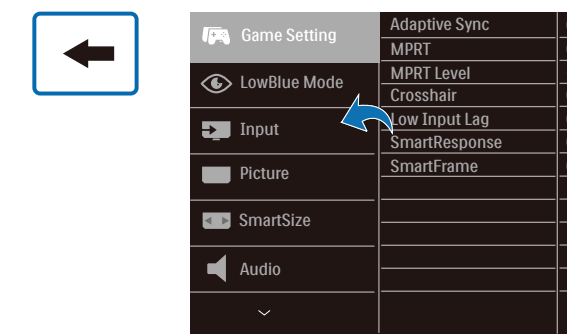 Game Setting
LowBlue Mode
Input
Picture
SmartSize
Audio
Adaptive Sync
MPRT
MPRT Level
Crosshair
Low Input Lag
SmartResponse
SmartFrame